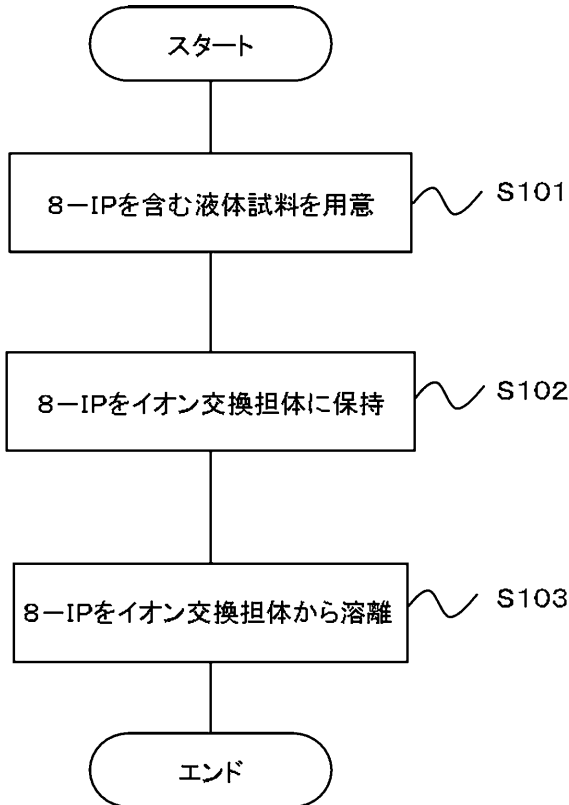 スタート
8－IPを含む液体試料を用意
S101
8－IPをイオン交換担体に保持
S102
8－IPをイオン交換担体から溶離
S103
エンド